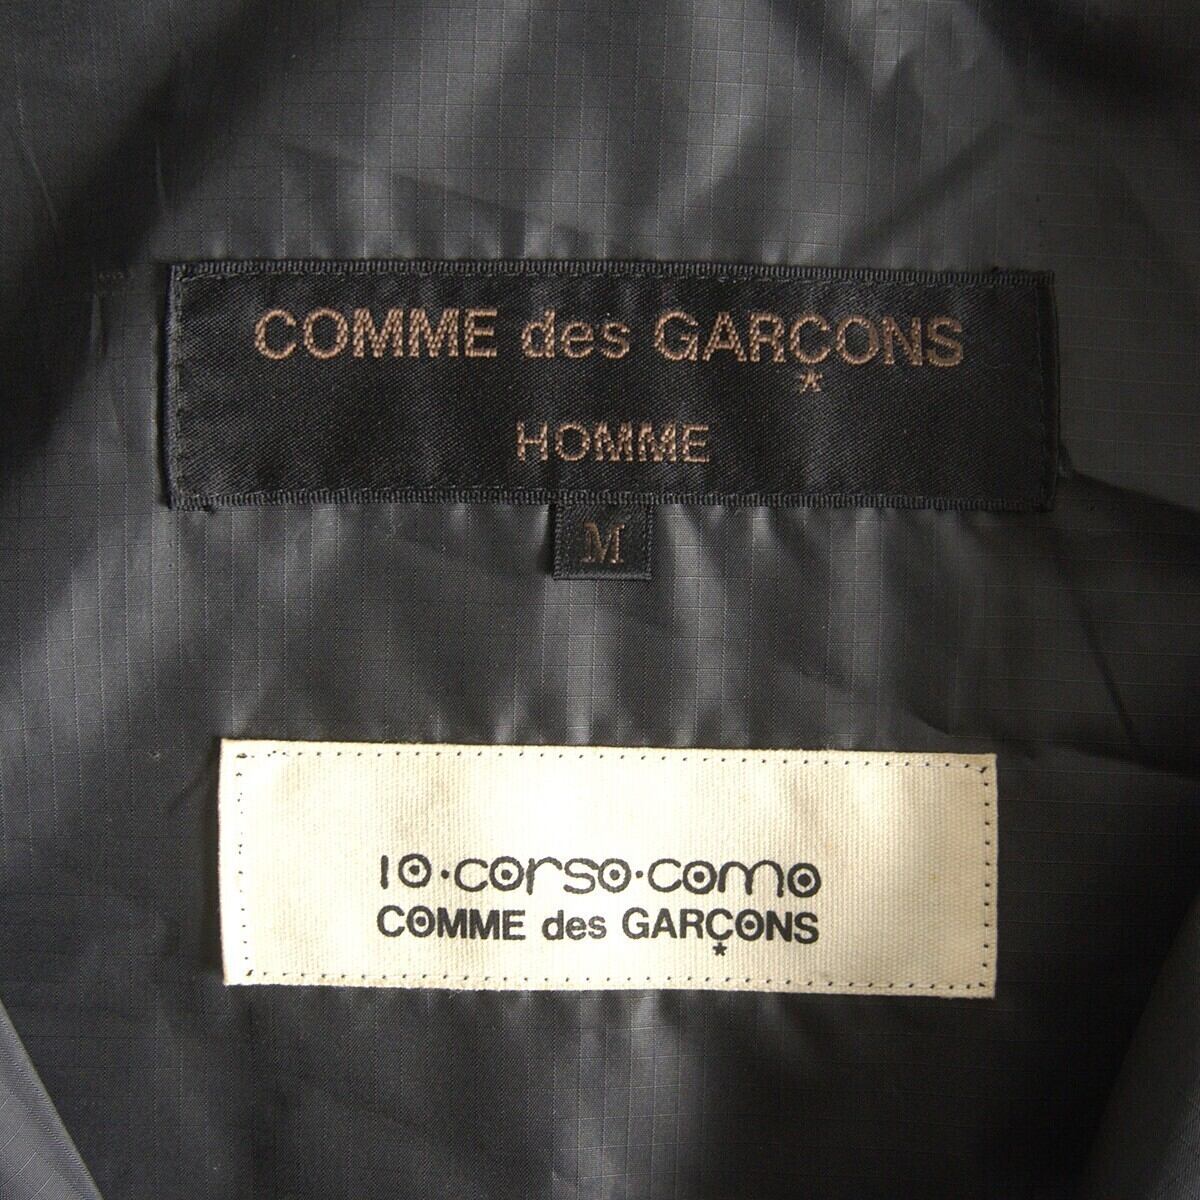 COMME des GARÇONS
*
HOMME
M
10·corso·como
COMME des GARÇONS
*